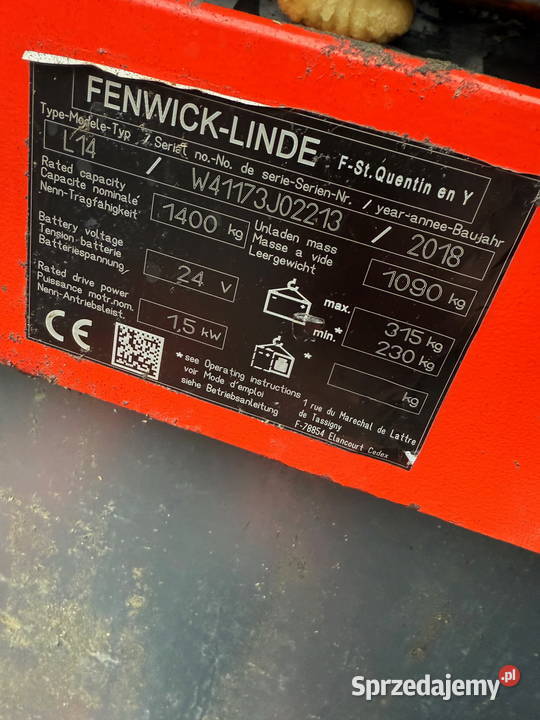 FENWICK-LINDE F-St.Quentin en Y
Type-Modele-Typ / Serial no.-No. de serie-Serien-Nr. / year-annee-Baujahr
L14 / W41173J02213 / 2018
Rated capacity
Capacite nominale
Nenn-Tragfähigkeit
1400 kg
Unladen mass
Masse a vide
Leergewicht
1090 kg
Battery voltage
Tension batterie
Batteriespannung
24 V
max. 315 kg
min.* 230 kg
Rated drive power
Puissance motr.nom.
Nenn-Antriebsleist.
1,5 kW
kg
CE
*see Operating instructions
voir Mode d'emploi
siehe Betriebsanleitung
1 rue du Marechal de Lattre
de Tassigny
F-78854 Elancourt Cedex
Sprzedajemy.pl